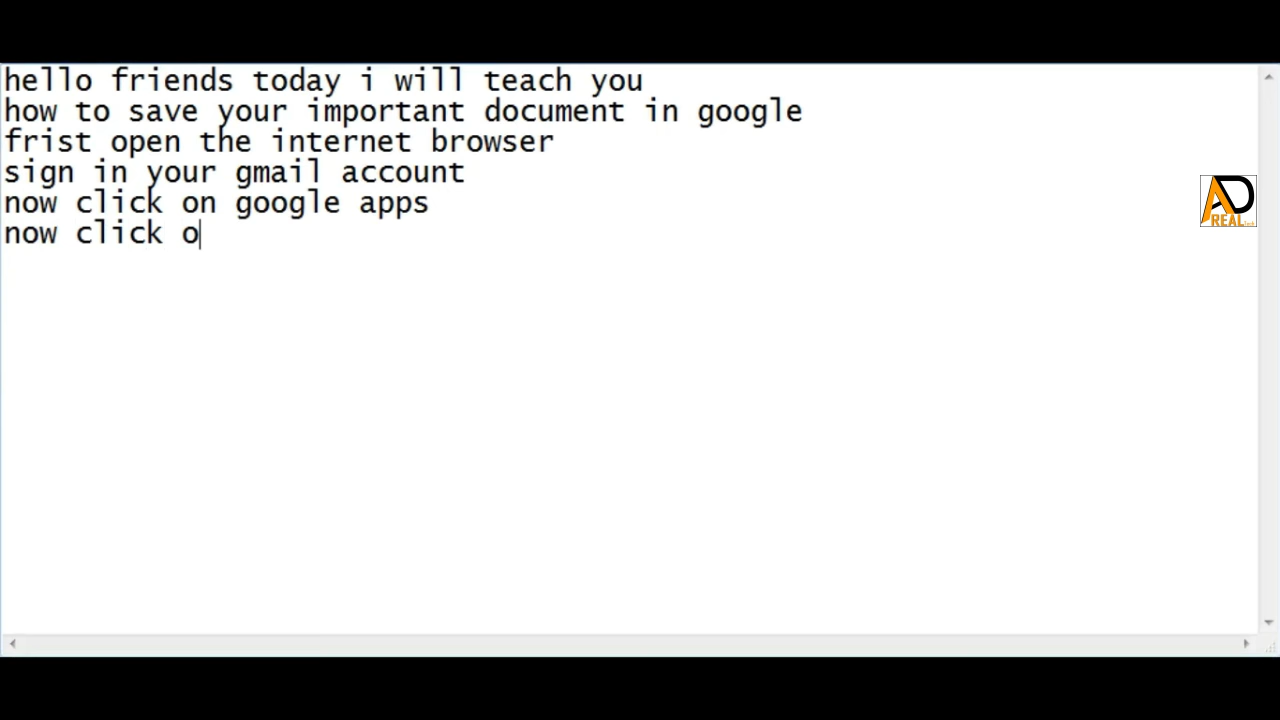 hello friends today i will teach you
how to save your important document in google
frist open the internet browser
sign in your gmail account
now click on google apps
now click o
AD
REAL